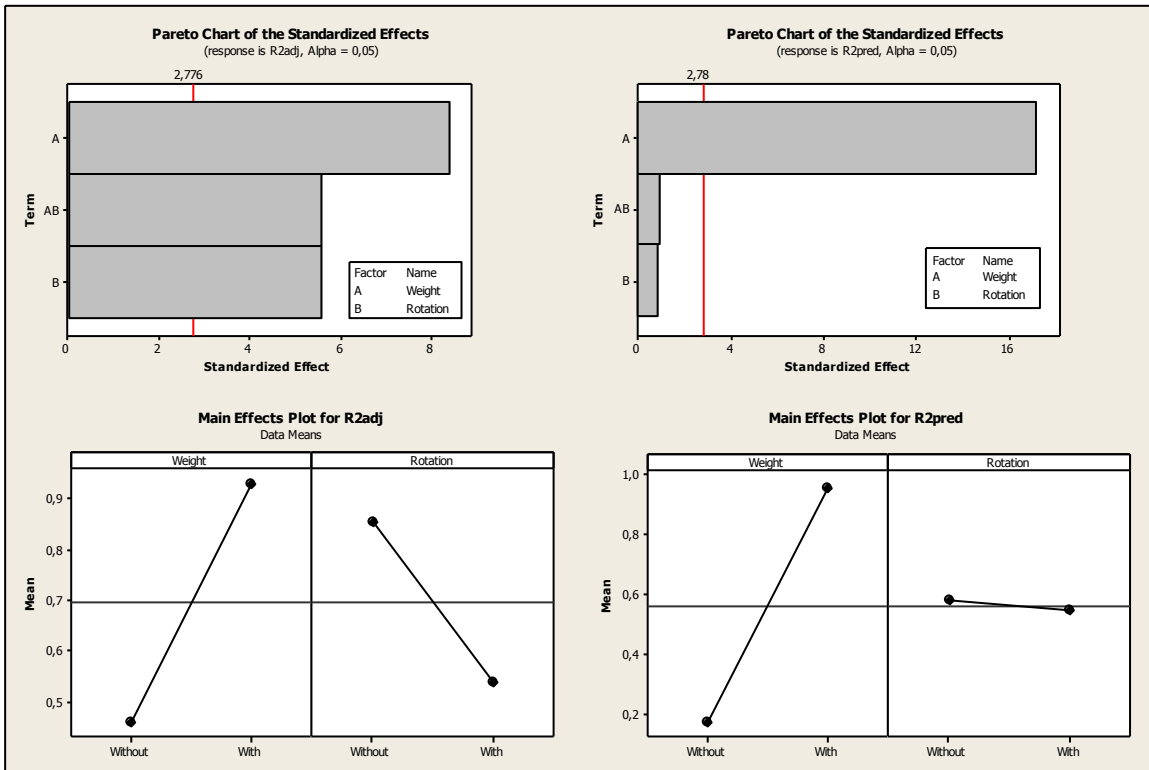 Pareto Chart of the Standardized Effects
(response is R2adj, Alpha = 0,05)
2,776
Term
A
AB
B
Factor Name
A Weight
B Rotation
0 2 4 6 8
Standardized Effect
Pareto Chart of the Standardized Effects
(response is R2pred, Alpha = 0,05)
2,78
Term
A
AB
B
Factor Name
A Weight
B Rotation
0 4 8 12 16
Standardized Effect
Main Effects Plot for R2adj
Data Means
Weight Rotation
Mean
0,9
0,8
0,7
0,6
0,5
Without With Without With
Main Effects Plot for R2pred
Data Means
Weight Rotation
Mean
1,0
0,8
0,6
0,4
0,2
Without With Without With